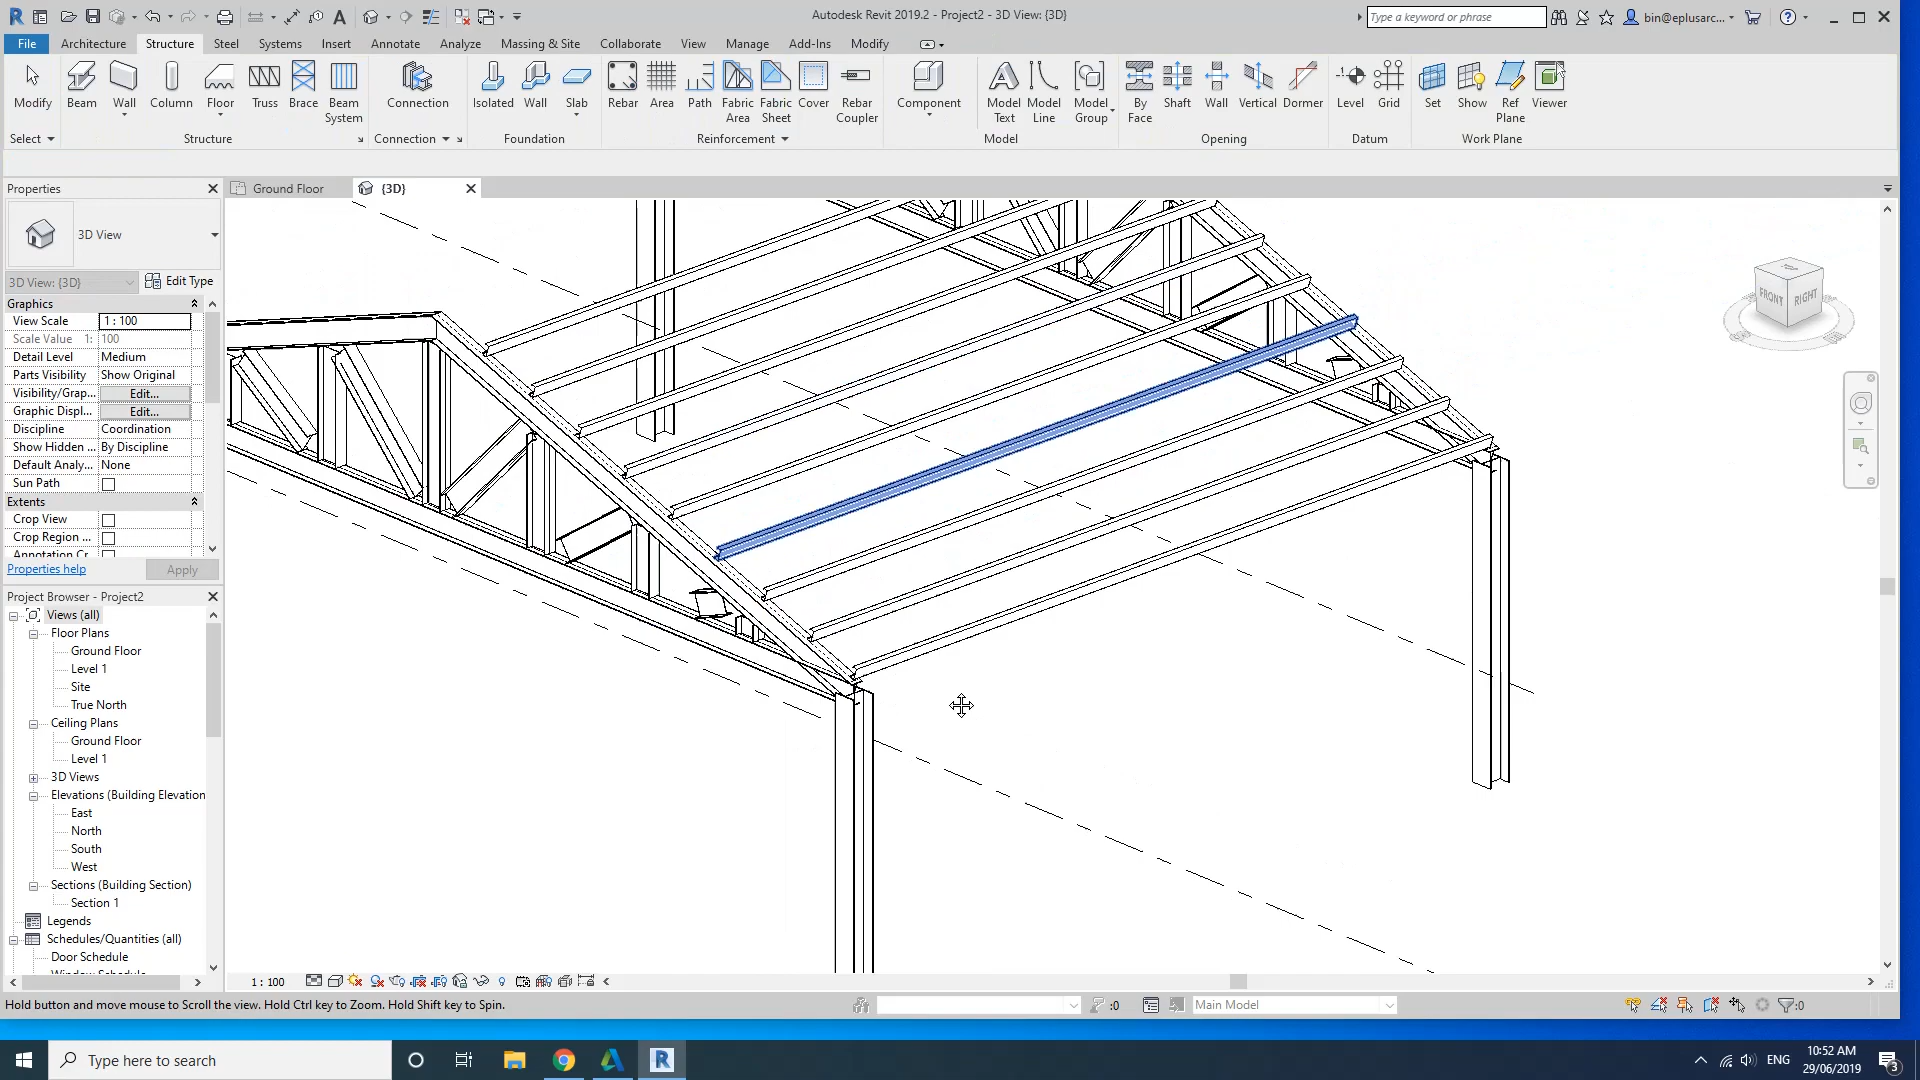 Autodesk Revit 2019.2 - Project2 - 3D View: {3D}
Type a keyword or phrase
bin@eplusarc...
File Architecture Structure Steel Systems Insert Annotate Analyze Massing & Site Collaborate View Manage Add-Ins Modify
Modify
Beam
Wall
Column
Floor
Truss
Brace
Beam System
Connection
Isolated
Wall
Slab
Rebar
Area
Path
Fabric Area
Fabric Sheet
Cover
Rebar Coupler
Component
Model Text
Model Line
Model Group
By Face
Shaft
Wall
Vertical
Dormer
Level
Grid
Set
Show
Ref Plane
Viewer
Select Structure Connection Foundation Reinforcement Model Opening Datum Work Plane
Properties
Ground Floor
{3D}
3D View
3D View: {3D}
Edit Type
Graphics
View Scale 1 : 100
Scale Value 1: 100
Detail Level Medium
Parts Visibility Show Original
Visibility/Grap... Edit...
Graphic Displ... Edit...
Discipline Coordination
Show Hidden ... By Discipline
Default Analy... None
Sun Path
Extents
Crop View
Crop Region ...
Annotation Cr
Properties help
Apply
FRONT
RIGHT
Project Browser - Project2
Views (all)
Floor Plans
Ground Floor
Level 1
Site
True North
Ceiling Plans
Ground Floor
Level 1
3D Views
Elevations (Building Elevation
East
North
South
West
Sections (Building Section)
Section 1
Legends
Schedules/Quantities (all)
Door Schedule
Window Schedule
1 : 100
Hold button and move mouse to Scroll the view. Hold Ctrl key to Zoom. Hold Shift key to Spin.
:0
Main Model
:0
Type here to search
ENG
10:52 AM
29/06/2019
3